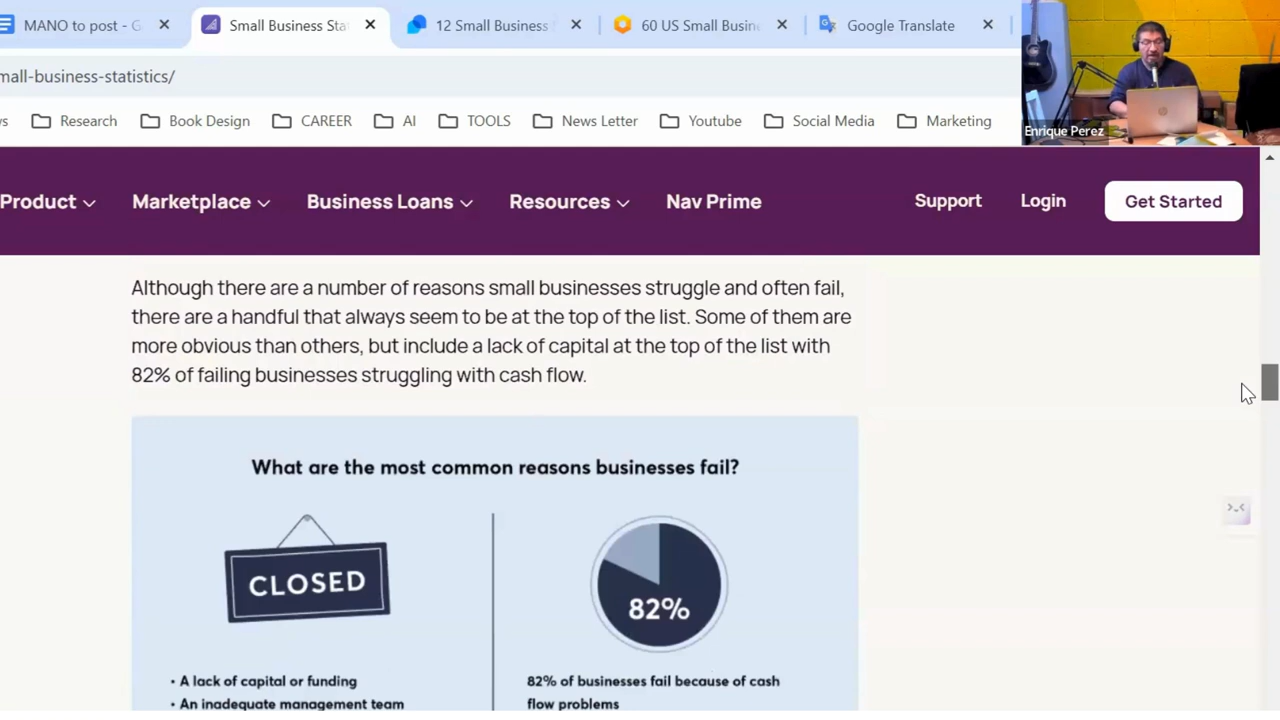 MANO to post - G
Small Business Sta
12 Small Business
60 US Small Busin
Google Translate
mall-business-statistics/
Research
Book Design
CAREER
AI
TOOLS
News Letter
Youtube
Social Media
Marketing
Enrique Perez
Product
Marketplace
Business Loans
Resources
Nav Prime
Support
Login
Get Started
Although there are a number of reasons small businesses struggle and often fail,
there are a handful that always seem to be at the top of the list. Some of them are
more obvious than others, but include a lack of capital at the top of the list with
82% of failing businesses struggling with cash flow.
What are the most common reasons businesses fail?
CLOSED
82%
• A lack of capital or funding
• An inadequate management team
82% of businesses fail because of cash
flow problems